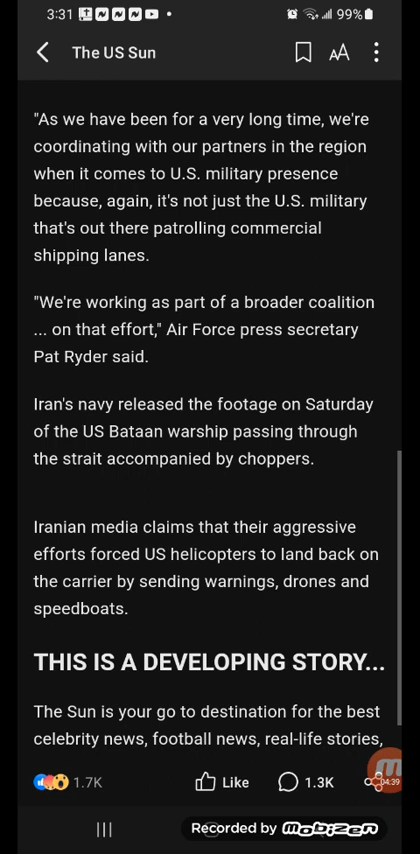 3:31
99%
The US Sun
AA
"As we have been for a very long time, we're
coordinating with our partners in the region
when it comes to U.S. military presence
because, again, it's not just the U.S. military
that's out there patrolling commercial
shipping lanes.
"We're working as part of a broader coalition
... on that effort," Air Force press secretary
Pat Ryder said.
Iran's navy released the footage on Saturday
of the US Bataan warship passing through
the strait accompanied by choppers.
Iranian media claims that their aggressive
efforts forced US helicopters to land back on
the carrier by sending warnings, drones and
speedboats.
THIS IS A DEVELOPING STORY...
The Sun is your go to destination for the best
celebrity news, football news, real-life stories,
1.7K
Like
1.3K
04:39
Recorded by mobizen